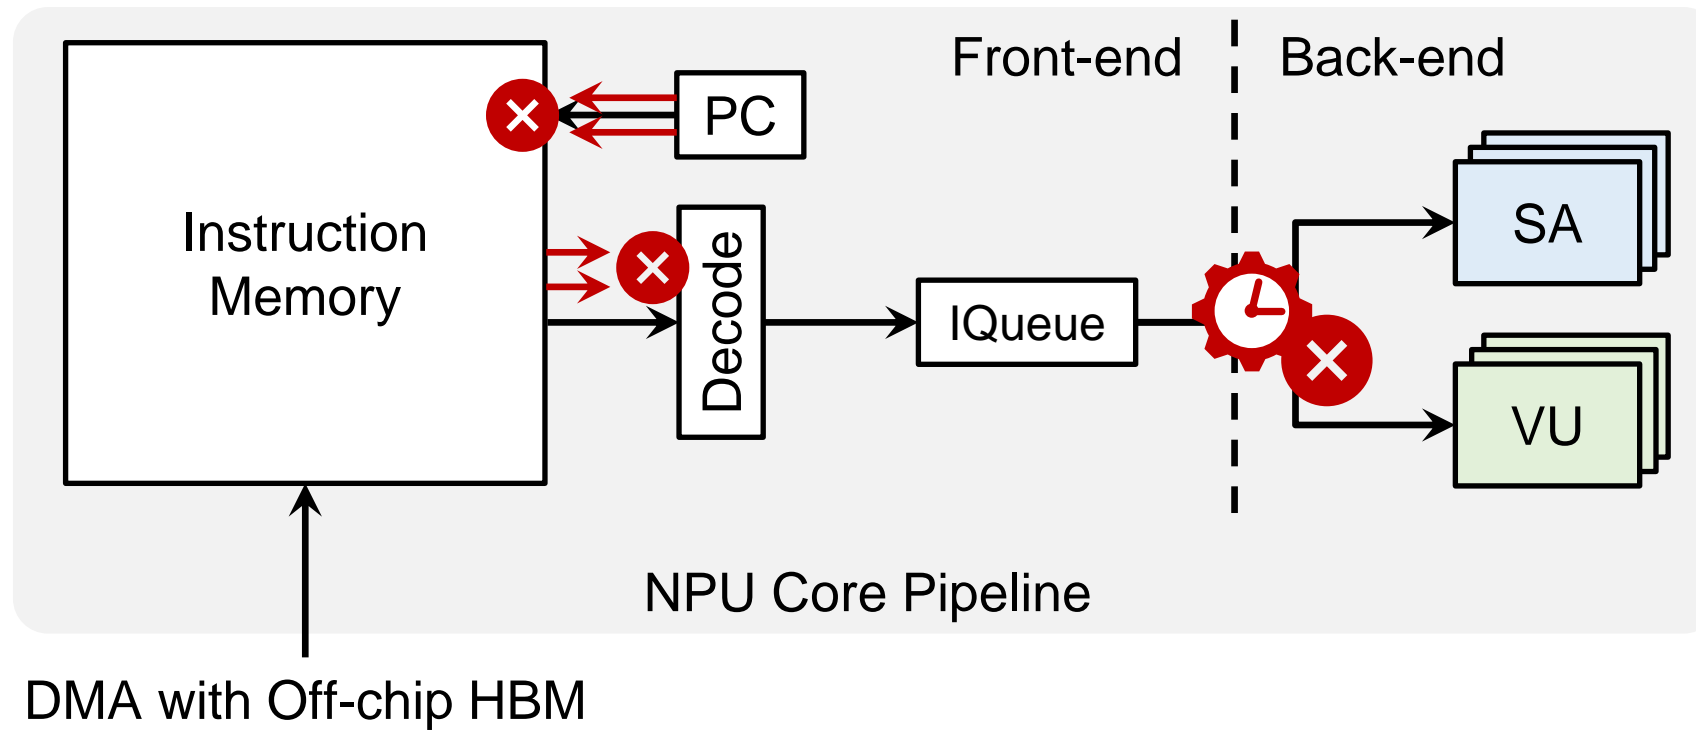 Front-end
Back-end
PC
Instruction
Memory
Decode
IQueue
SA
VU
NPU Core Pipeline
DMA with Off-chip HBM